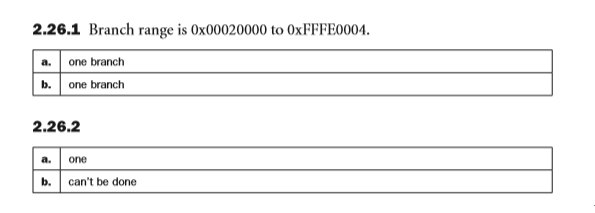 2.26.1 Branch range is 0x00020000 to 0xFFFE0004.
a. one branch
b. one branch
2.26.2
a. one
b. can't be done